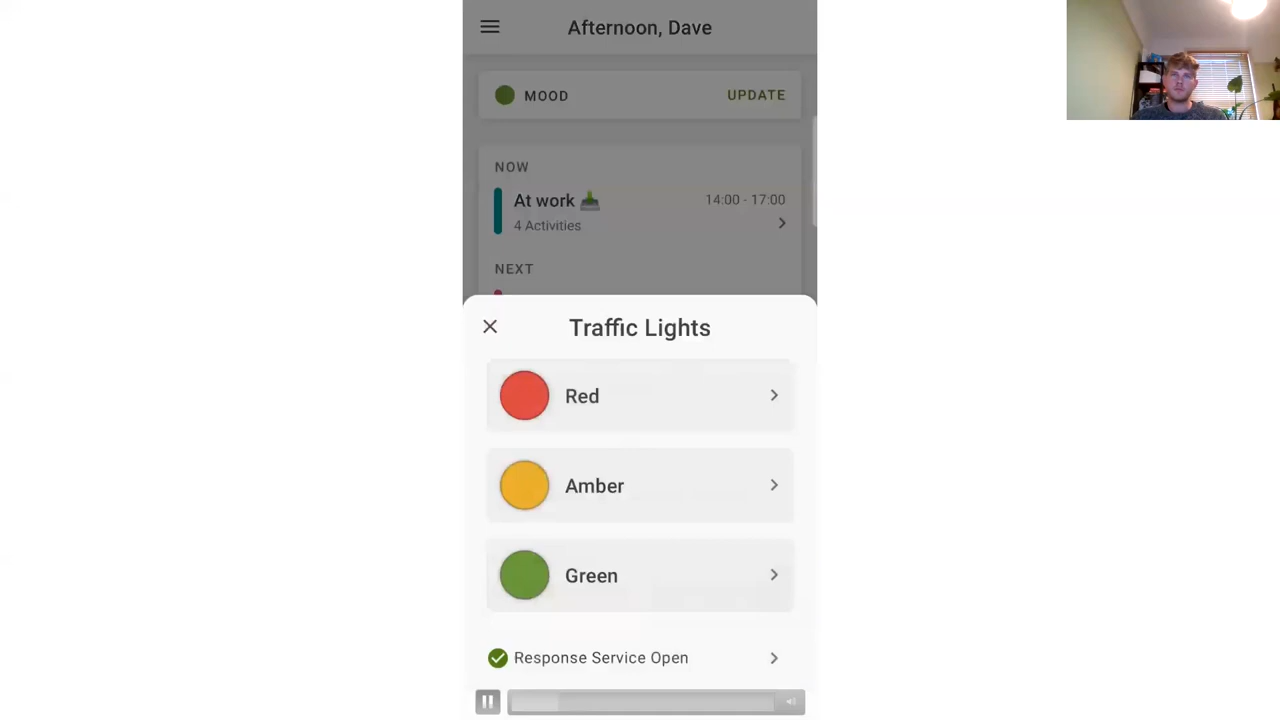 Afternoon, Dave
MOOD
UPDATE
NOW
At work
14:00 - 17:00
4 Activities
NEXT
Traffic Lights
Red
Amber
Green
Response Service Open